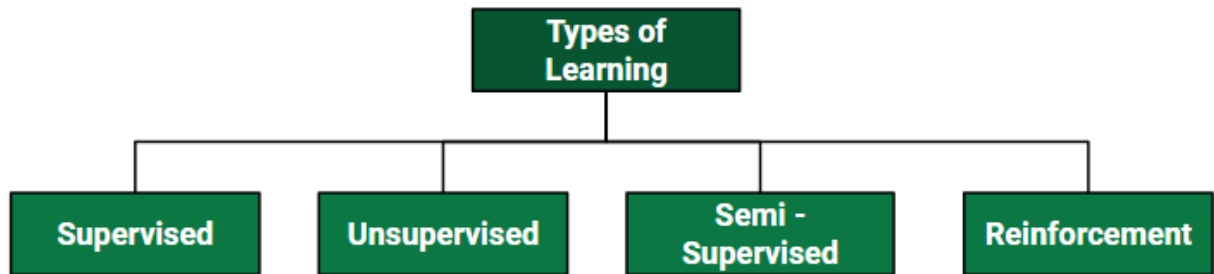 Types of
Learning
Supervised
Unsupervised
Semi -
Supervised
Reinforcement